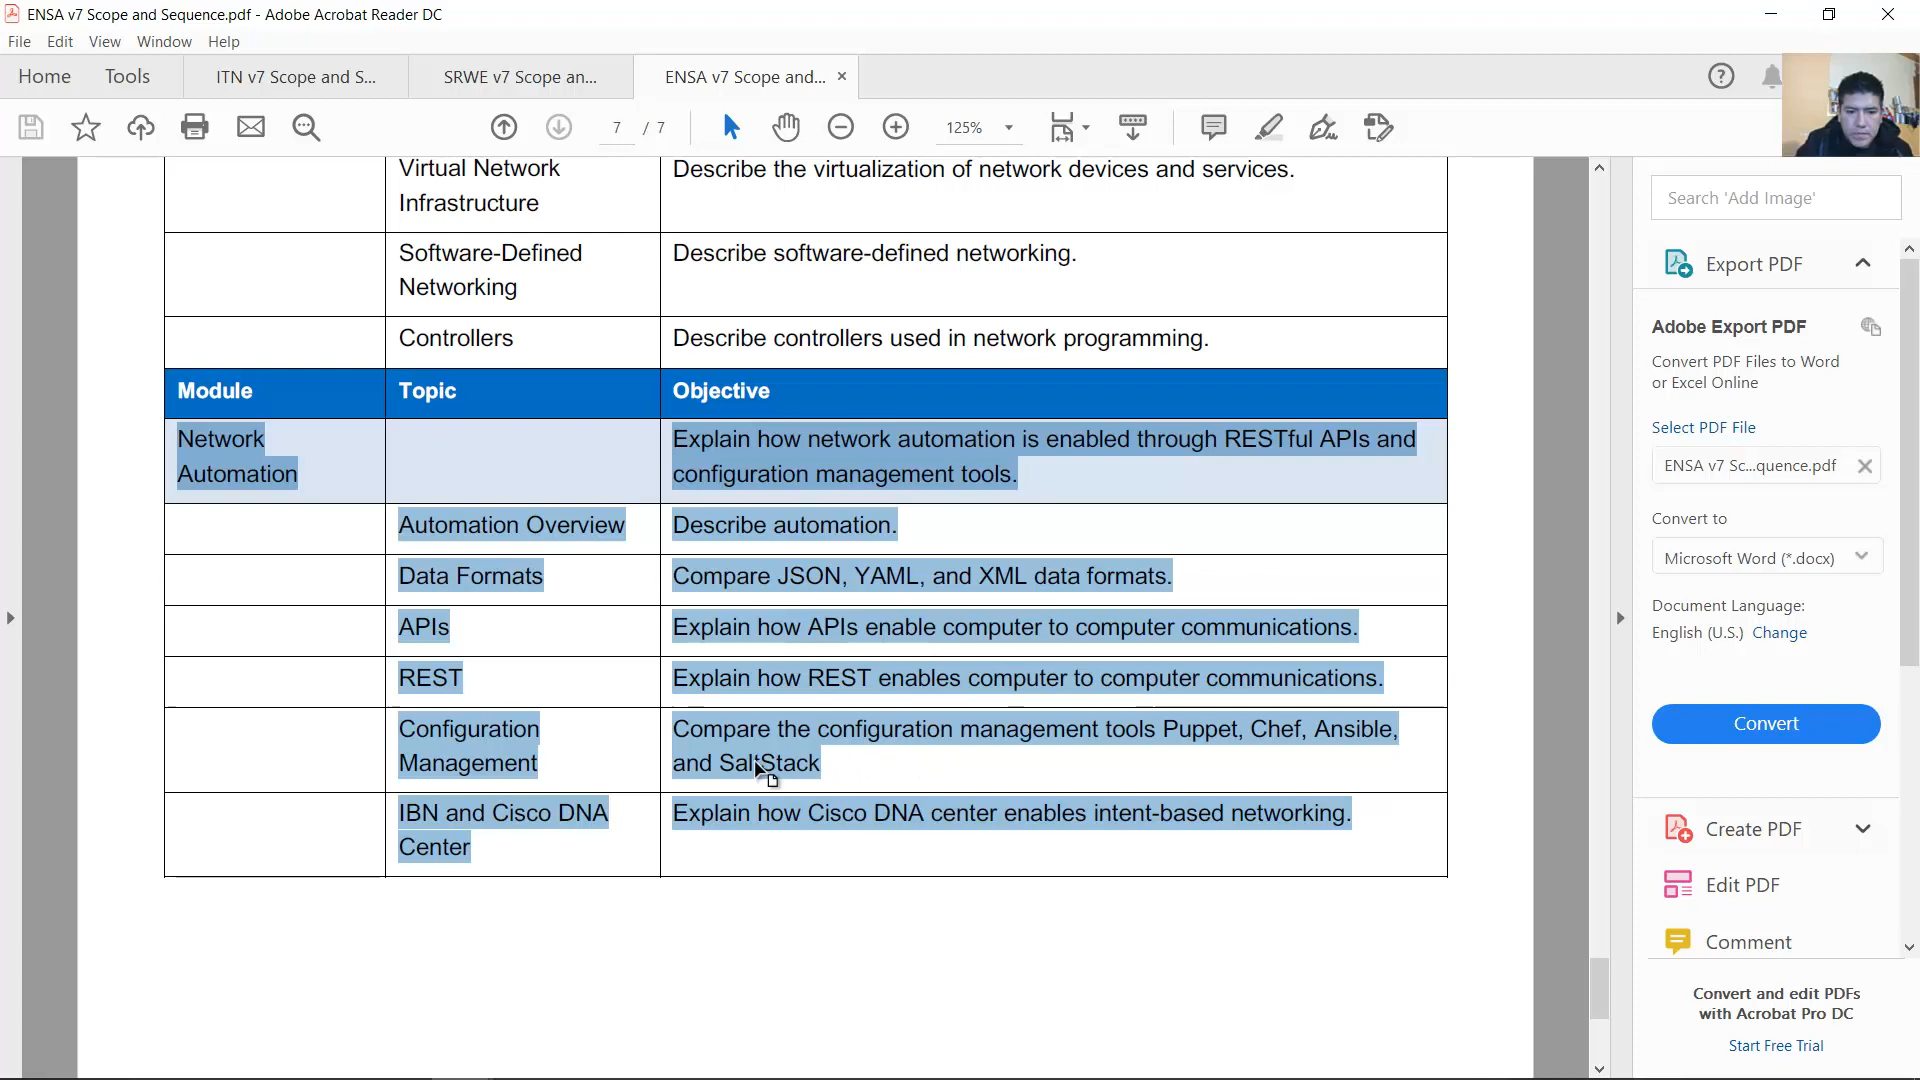 ENSA v7 Scope and Sequence.pdf - Adobe Acrobat Reader DC
File Edit View Window Help
Home Tools ITN v7 Scope and S... SRWE v7 Scope an... ENSA v7 Scope and... ×
7 / 7 125%
Virtual Network
Infrastructure
Describe the virtualization of network devices and services.
Software-Defined
Networking
Describe software-defined networking.
Controllers
Describe controllers used in network programming.
Module Topic Objective
Network
Automation
Explain how network automation is enabled through RESTful APIs and
configuration management tools.
Automation Overview
Describe automation.
Data Formats
Compare JSON, YAML, and XML data formats.
APIs
Explain how APIs enable computer to computer communications.
REST
Explain how REST enables computer to computer communications.
Configuration
Management
Compare the configuration management tools Puppet, Chef, Ansible,
and SaltStack
IBN and Cisco DNA
Center
Explain how Cisco DNA center enables intent-based networking.
Search 'Add Image'
Export PDF
Adobe Export PDF
Convert PDF Files to Word
or Excel Online
Select PDF File
ENSA v7 Sc...quence.pdf
Convert to
Microsoft Word (*.docx)
Document Language:
English (U.S.) Change
Convert
Create PDF
Edit PDF
Comment
Convert and edit PDFs
with Acrobat Pro DC
Start Free Trial